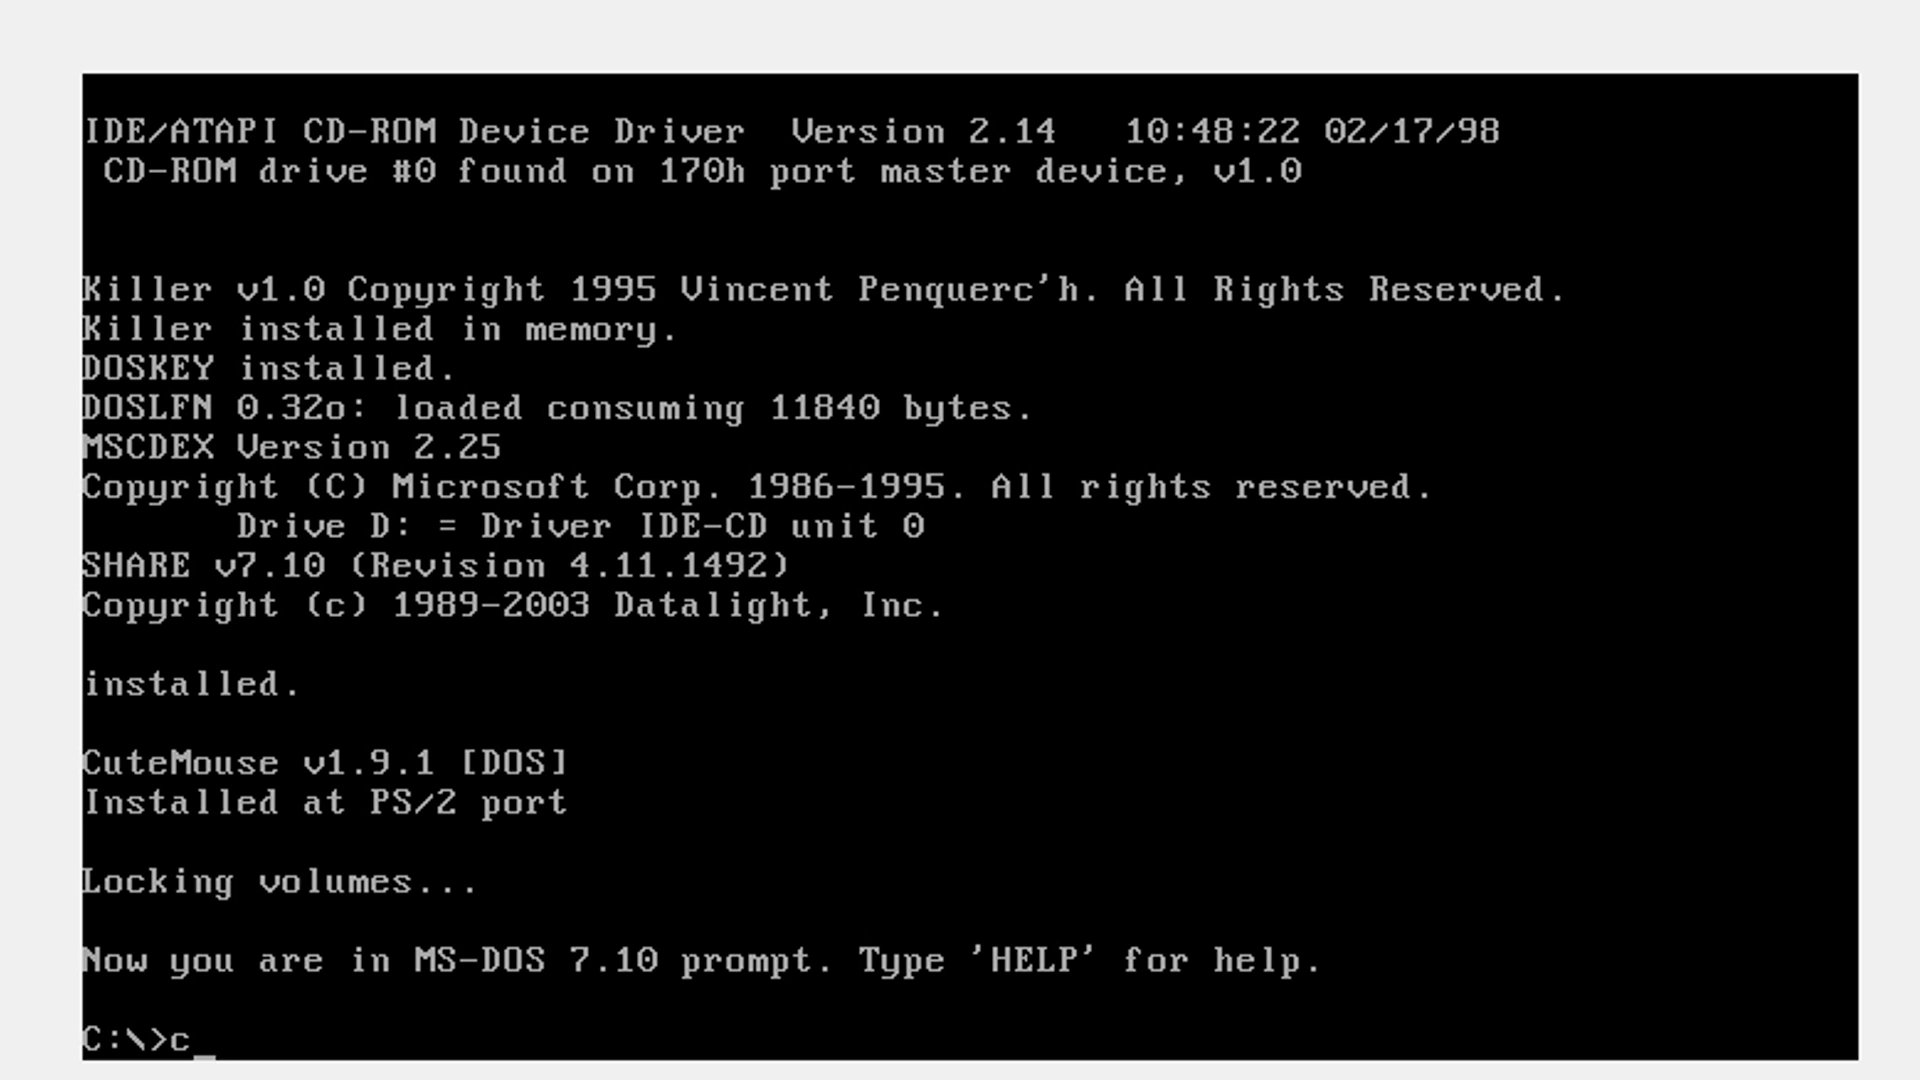 IDE/ATAPI CD-ROM Device Driver  Version 2.14   10:48:22 02/17/98
 CD-ROM drive #0 found on 170h port master device, v1.0
Killer v1.0 Copyright 1995 Vincent Penquerc'h. All Rights Reserved.
Killer installed in memory.
DOSKEY installed.
DOSLFN 0.32o: loaded consuming 11840 bytes.
MSCDEX Version 2.25
Copyright (C) Microsoft Corp. 1986-1995. All rights reserved.
       Drive D: = Driver IDE-CD unit 0
SHARE v7.10 (Revision 4.11.1492)
Copyright (c) 1989-2003 Datalight, Inc.
installed.
CuteMouse v1.9.1 [DOS]
Installed at PS/2 port
Locking volumes...
Now you are in MS-DOS 7.10 prompt. Type 'HELP' for help.
C:\>c_